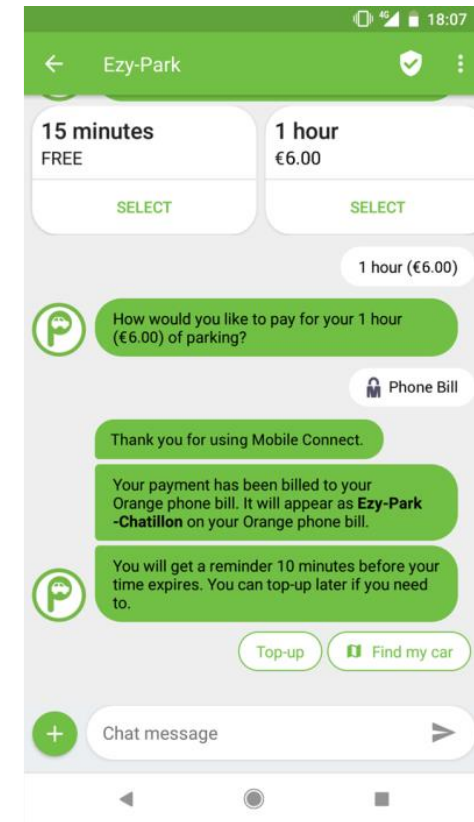 4G 18:07
Ezy-Park
15 minutes
FREE
SELECT
1 hour
€6.00
SELECT
1 hour (€6.00)
How would you like to pay for your 1 hour
(€6.00) of parking?
Phone Bill
Thank you for using Mobile Connect.
Your payment has been billed to your
Orange phone bill. It will appear as Ezy-Park
-Chatillon on your Orange phone bill.
You will get a reminder 10 minutes before your
time expires. You can top-up later if you need
to.
Top-up
Find my car
Chat message